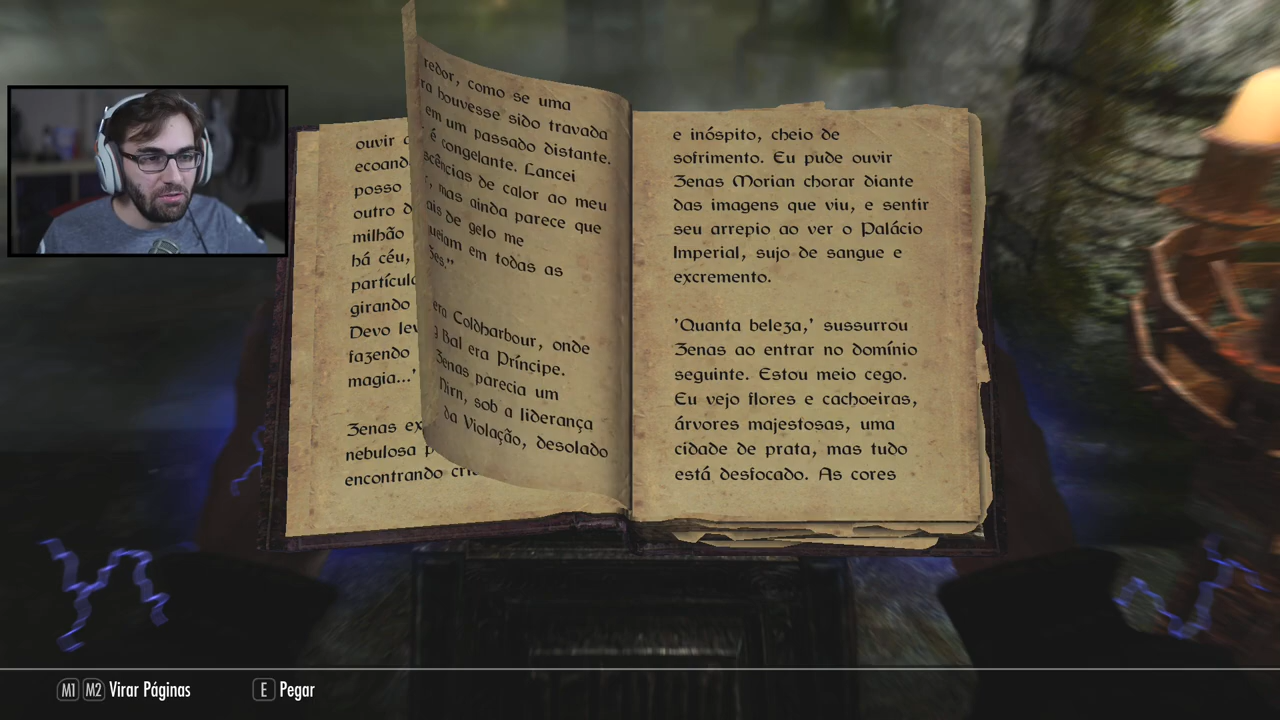 ouvir
ecoand
posso
outro
milhão
há céu,
partícul
girando
Devo le
fazendo
magia...'
Zenas ex
nebulosa
encontrando
redor, como se uma
ra houvesse sido travada
em um passado distante.
é congelante. Lancei
scências de calor ao meu
r, mas ainda parece que
ais de gelo me
ueiam em todas as
ões."
era Coldharbour, onde
g Bal era Príncipe.
Zenas parecia um
Nirn, sob a liderança
da Violação, desolado
e inóspito, cheio de
sofrimento. Eu pude ouvir
Zenas Morian chorar diante
das imagens que viu, e sentir
seu arrepio ao ver o Palácio
Imperial, sujo de sangue e
excremento.
'Quanta beleza,' sussurrou
Zenas ao entrar no domínio
seguinte. Estou meio cego.
Eu vejo flores e cachoeiras,
árvores majestosas, uma
cidade de prata, mas tudo
está desfocado. As cores
M1 M2 Virar Páginas
E Pegar